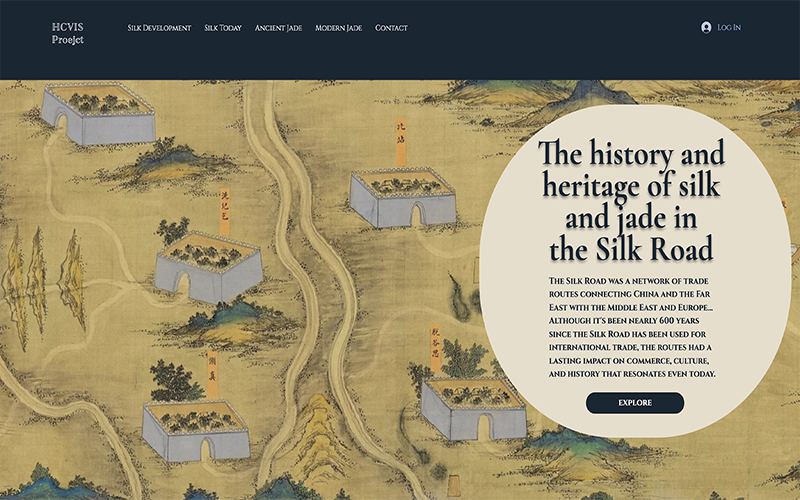 HCVIS
Proejct
Silk Development Silk Today Ancient Jade Modern Jade Contact
Log In
The history and
heritage of silk
and jade in
the Silk Road
The Silk Road was a network of trade
routes connecting China and the Far
East with the Middle East and Europe...
Although it's been nearly 600 years
since the Silk Road has been used for
international trade, the routes had a
lasting impact on commerce, culture,
and history that resonates even today.
EXPLORE